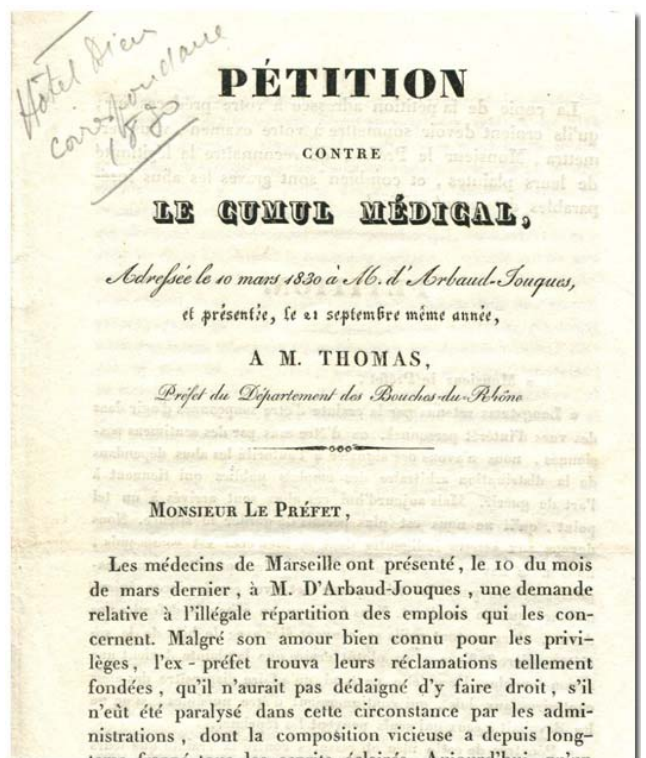 Hôtel Dieu
correspondance
1830
PÉTITION
CONTRE
LE CUMUL MÉDICAL,
Adressée le 10 mars 1830 à M. d'Arbaud-Jouques,
et présentée, le 21 septembre même année,
A M. THOMAS,
Préfet du Département des Bouches-du-Rhône
MONSIEUR LE PRÉFET,
Les médecins de Marseille ont présenté, le 10 du mois
de mars dernier, à M. D'Arbaud-Jouques, une demande
relative à l'illégale répartition des emplois qui les con-
cernent. Malgré son amour bien connu pour les privi-
lèges, l'ex-préfet trouva leurs réclamations tellement
fondées, qu'il n'aurait pas dédaigné d'y faire droit, s'il
n'eût été paralysé dans cette circonstance par les admi-
nistrations, dont la composition vicieuse a depuis long-